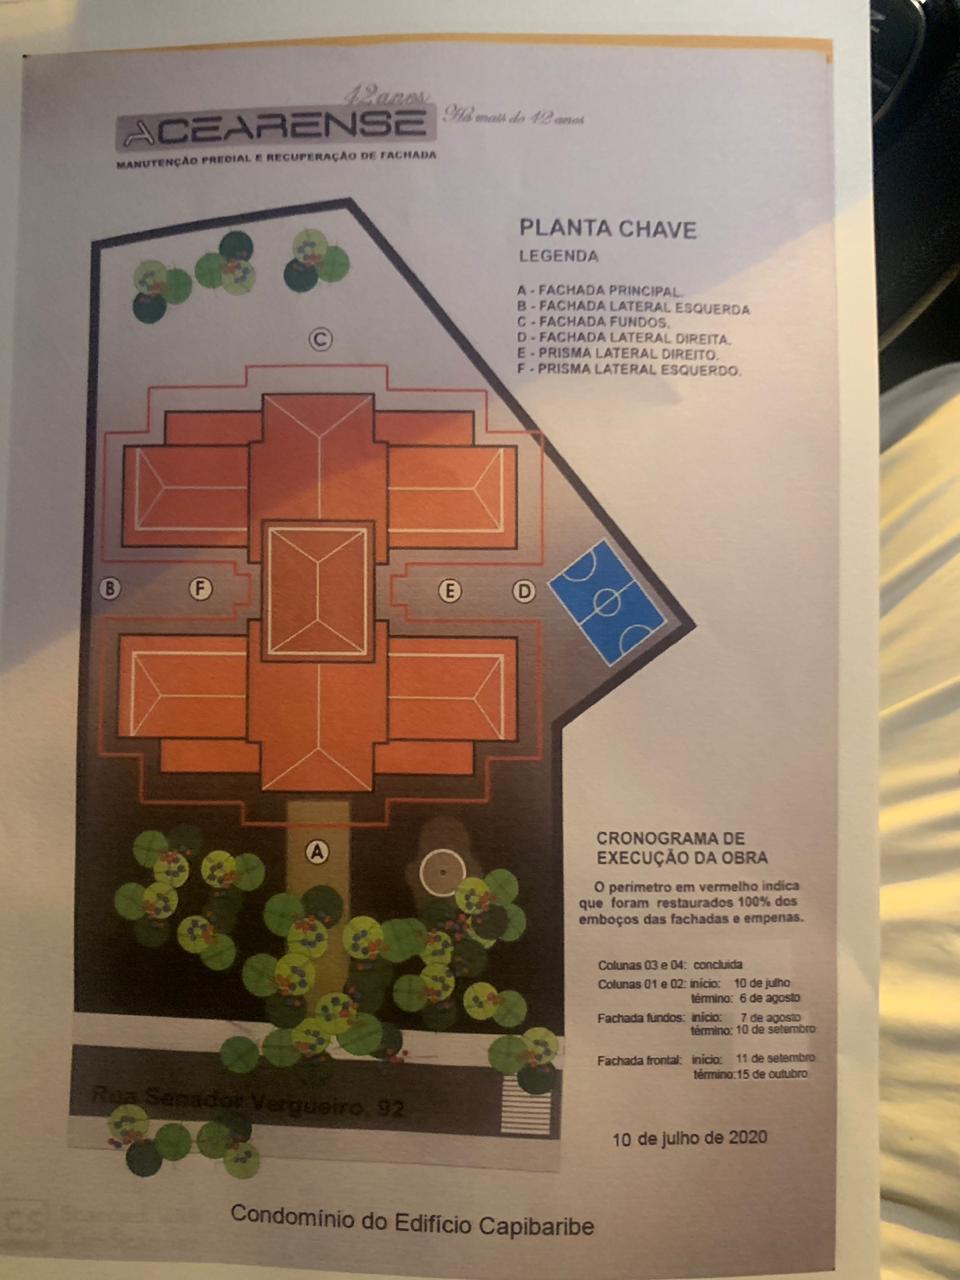 42 anos
ACEARENSE
Há mais de 42 anos
MANUTENÇÃO PREDIAL E RECUPERAÇÃO DE FACHADA
PLANTA CHAVE
LEGENDA
A - FACHADA PRINCIPAL.
B - FACHADA LATERAL ESQUERDA
C - FACHADA FUNDOS.
D - FACHADA LATERAL DIREITA.
E - PRISMA LATERAL DIREITO.
F - PRISMA LATERAL ESQUERDO.
C
B
F
E
D
A
CRONOGRAMA DE
EXECUÇÃO DA OBRA
O perímetro em vermelho indica
que foram restaurados 100% dos
emboços das fachadas e empenas.
Colunas 03 e 04: concluida
Colunas 01 e 02: início: 10 de julho
término: 6 de agosto
Fachada fundos: início: 7 de agosto
término: 10 de setembro
Fachada frontal: início: 11 de setembro
término: 15 de outubro
Rua Senador Vergueiro, 92
10 de julho de 2020
Condomínio do Edifício Capibaribe
CS